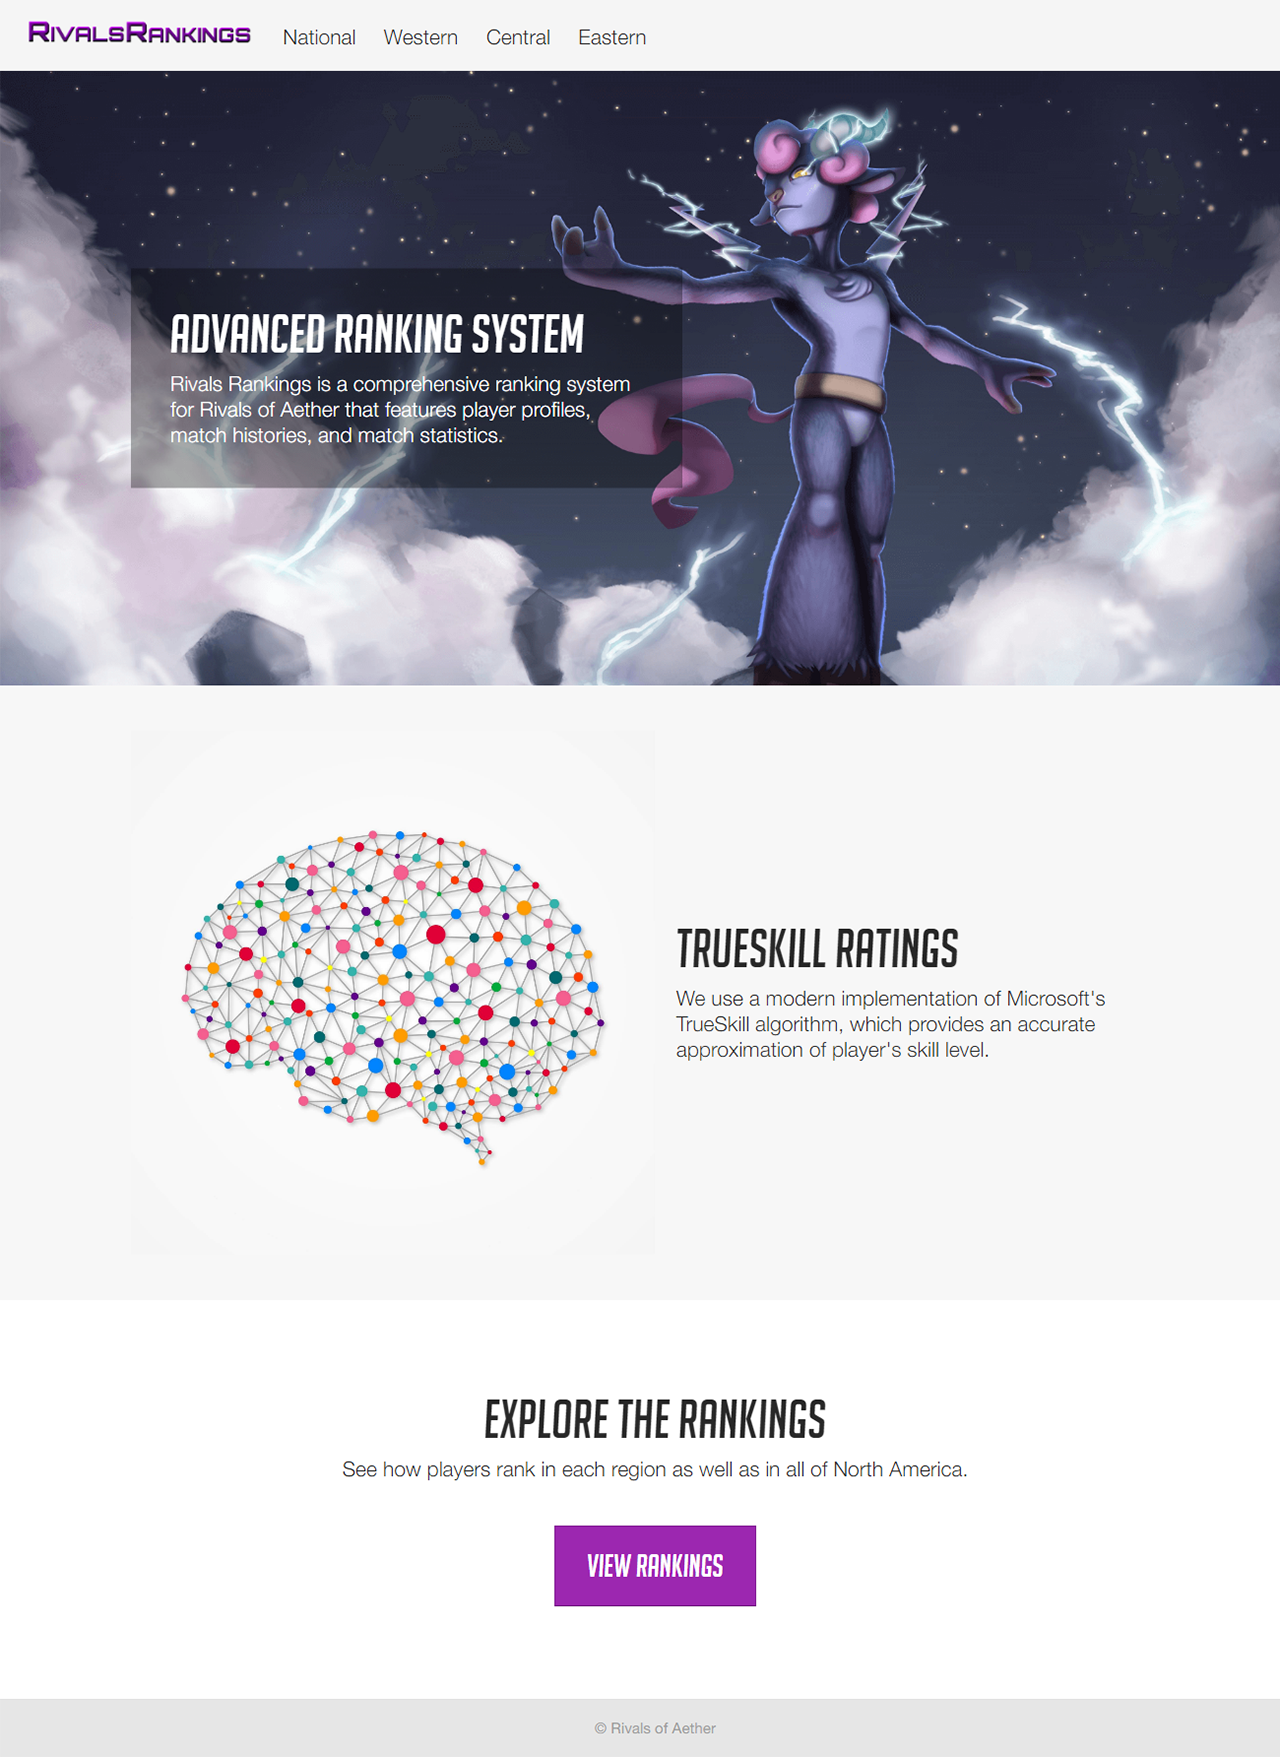 RivalsRankings National Western Central Eastern
ADVANCED RANKING SYSTEM
Rivals Rankings is a comprehensive ranking system
for Rivals of Aether that features player profiles,
match histories, and match statistics.
TRUESKILL RATINGS
We use a modern implementation of Microsoft's
TrueSkill algorithm, which provides an accurate
approximation of player's skill level.
EXPLORE THE RANKINGS
See how players rank in each region as well as in all of North America.
VIEW RANKINGS
© Rivals of Aether